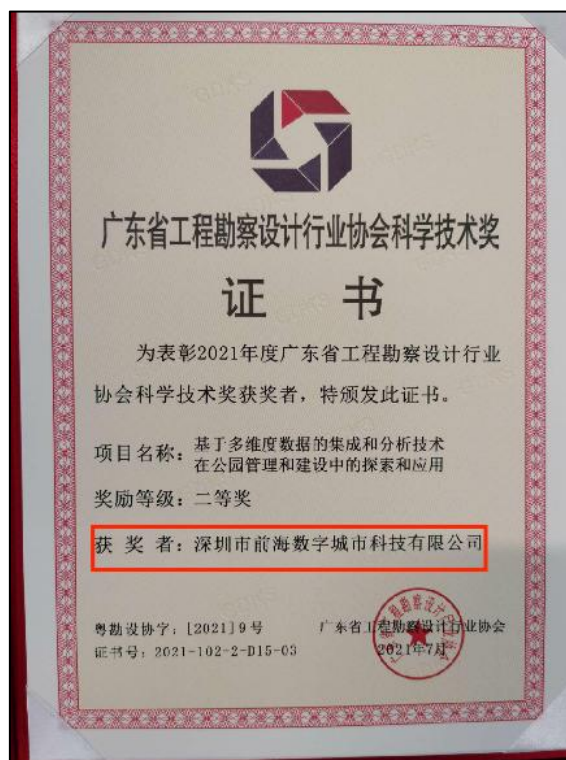 广东省工程勘察设计行业协会科学技术奖
证 书
为表彰2021年度广东省工程勘察设计行业
协会科学技术奖获奖者，特颁发此证书。
项目名称：基于多维度数据的集成和分析技术
在公园管理和建设中的探索和应用
奖励等级：二等奖
获 奖 者：深圳市前海数字城市科技有限公司
粤勘设协字：[2021]9号
广东省工程勘察设计行业协会
证书号：2021-102-2-D15-03
2021年7月